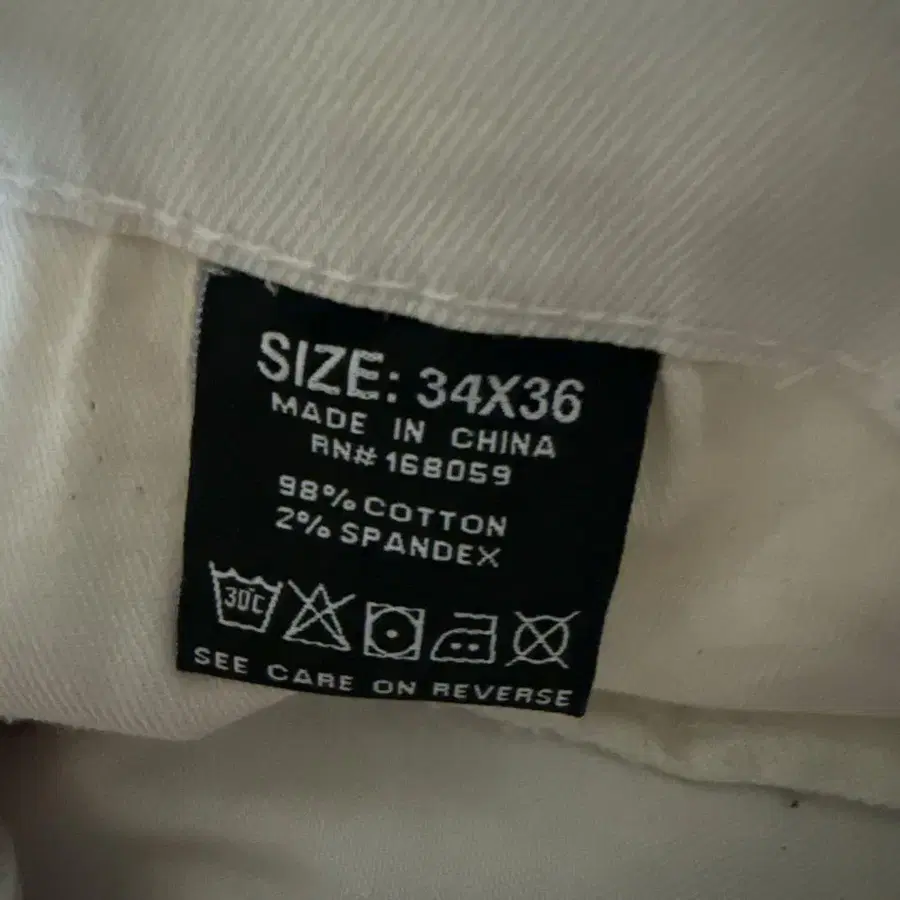 SIZE: 34X36
MADE IN CHINA
RN# 168059
98% COTTON
2% SPANDEX
30°C
SEE CARE ON REVERSE